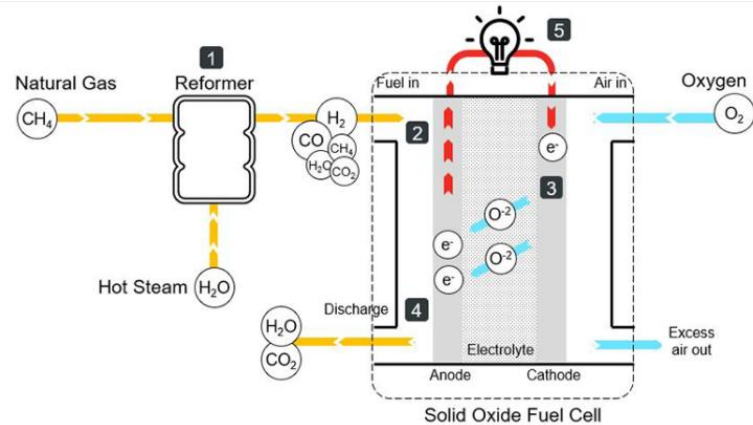 1
5
Natural Gas
Reformer
Fuel in
Air in
Oxygen
CH4
H2
CO
CH4
H2O
CO2
2
O2
e-
3
O-2
e-
O-2
e-
Hot Steam
H2O
Discharge
4
H2O
CO2
Electrolyte
Excess
air out
Anode
Cathode
Solid Oxide Fuel Cell